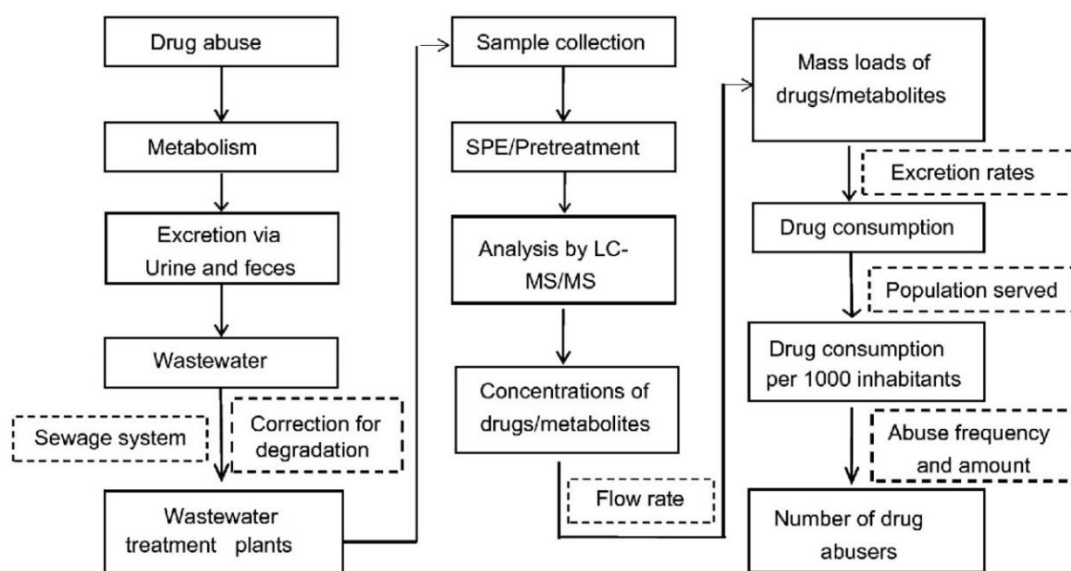 Drug abuse
Metabolism
Excretion via
Urine and feces
Wastewater
Sewage system
Correction for
degradation
Wastewater
treatment plants
Sample collection
SPE/Pretreatment
Analysis by LC-
MS/MS
Concentrations of
drugs/metabolites
Flow rate
Mass loads of
drugs/metabolites
Excretion rates
Drug consumption
Population served
Drug consumption
per 1000 inhabitants
Abuse frequency
and amount
Number of drug
abusers